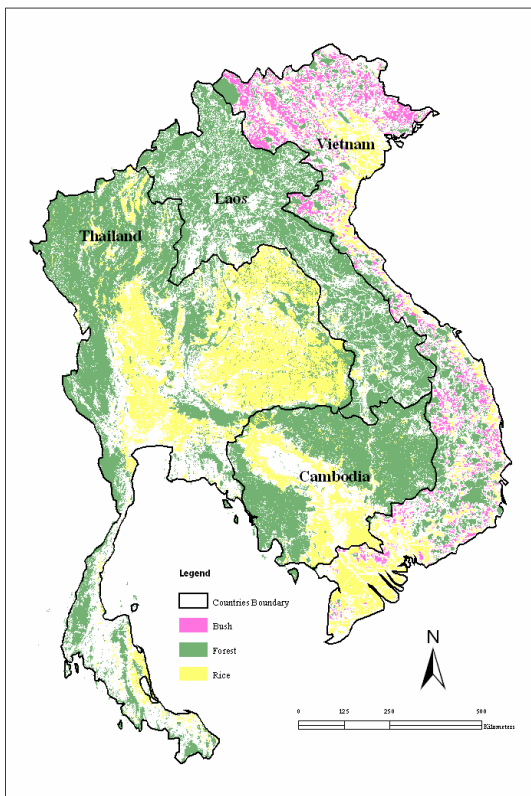 Vietnam
Laos
Thailand
Cambodia
Legend
Countries Boundary
Bush
Forest
Rice
N
0 125 250 500
Kilometers